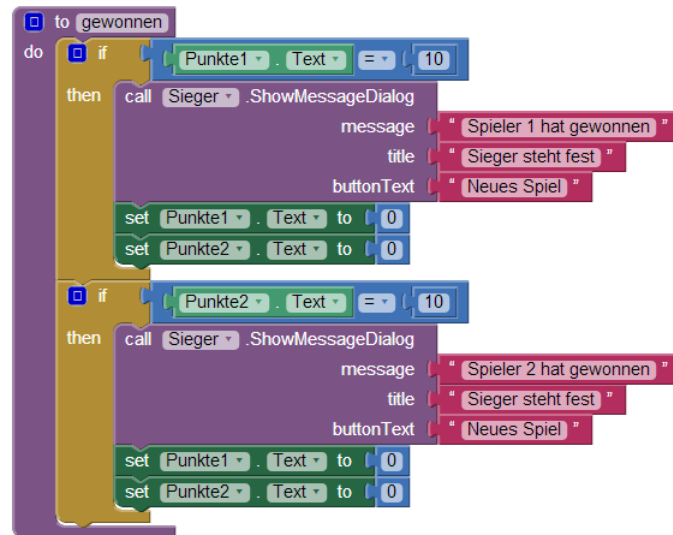 to gewonnen
do if Punkte1 . Text = 10
then call Sieger .ShowMessageDialog
message " Spieler 1 hat gewonnen "
title " Sieger steht fest "
buttonText " Neues Spiel "
set Punkte1 . Text to 0
set Punkte2 . Text to 0
if Punkte2 . Text = 10
then call Sieger .ShowMessageDialog
message " Spieler 2 hat gewonnen "
title " Sieger steht fest "
buttonText " Neues Spiel "
set Punkte1 . Text to 0
set Punkte2 . Text to 0